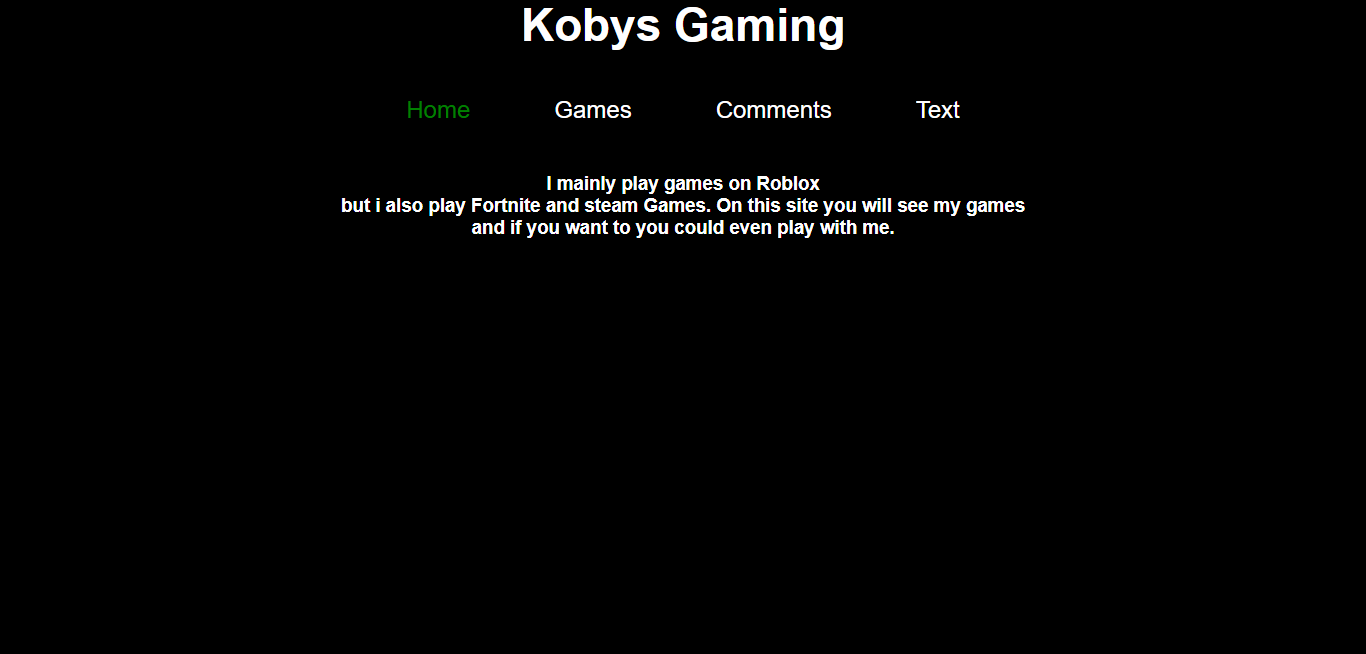 Kobys Gaming
Home Games Comments Text
I mainly play games on Roblox
but i also play Fortnite and steam Games. On this site you will see my games
and if you want to you could even play with me.